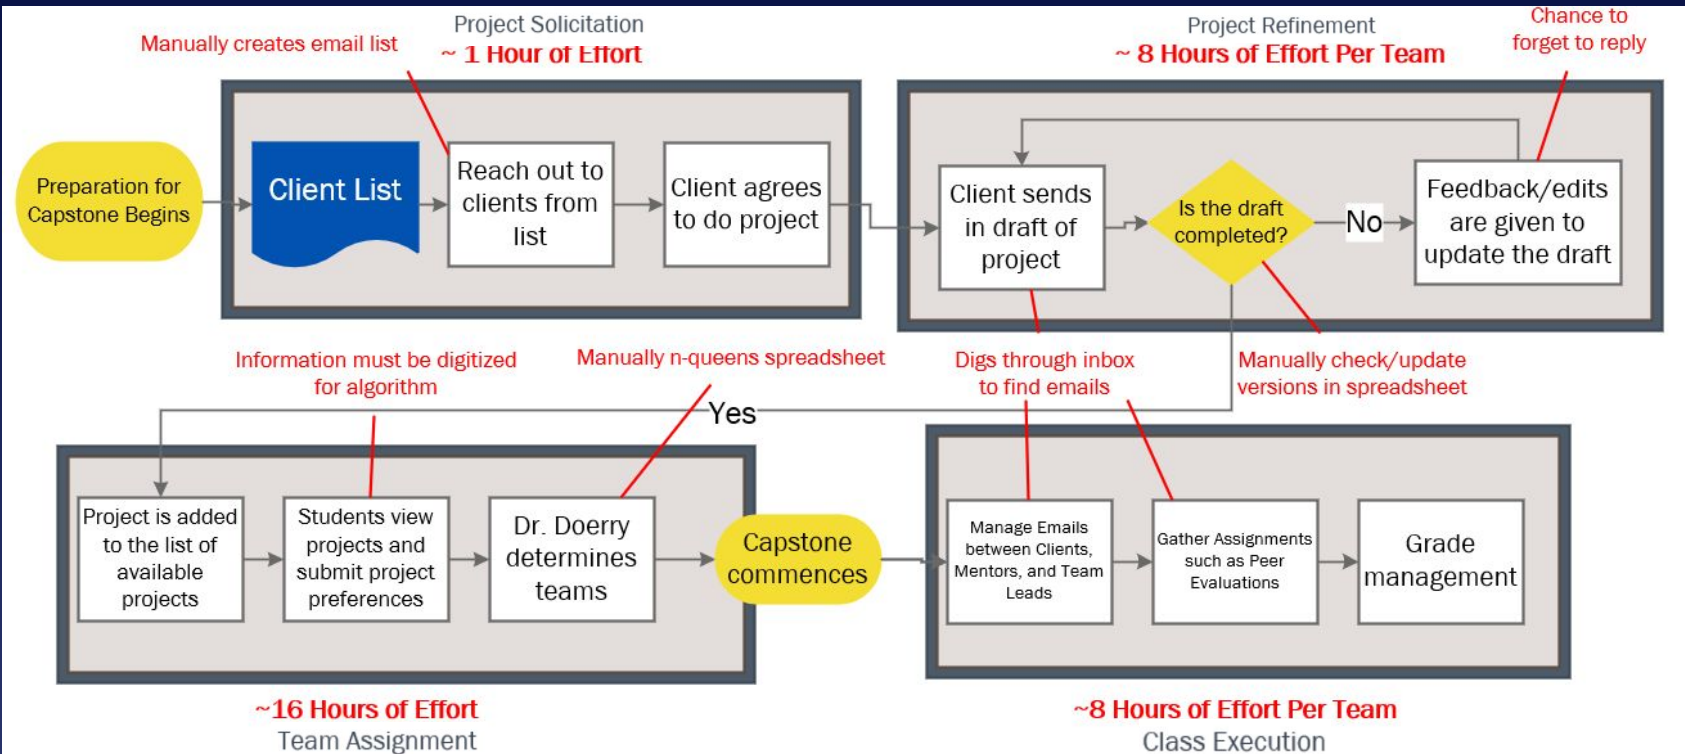 Project Solicitation
~ 1 Hour of Effort
Manually creates email list
Project Refinement
~ 8 Hours of Effort Per Team
Chance to
forget to reply
Preparation for
Capstone Begins
Client List
Reach out to
clients from
list
Client agrees
to do project
Client sends
in draft of
project
Is the draft
completed?
No
Feedback/edits
are given to
update the draft
Information must be digitized
for algorithm
Manually n-queens spreadsheet
Digs through inbox
to find emails
Manually check/update
versions in spreadsheet
Yes
Project is added
to the list of
available
projects
Students view
projects and
submit project
preferences
Dr. Doerry
determines
teams
Capstone
commences
Manage Emails
between Clients,
Mentors, and Team
Leads
Gather Assignments
such as Peer
Evaluations
Grade
management
~16 Hours of Effort
Team Assignment
~8 Hours of Effort Per Team
Class Execution